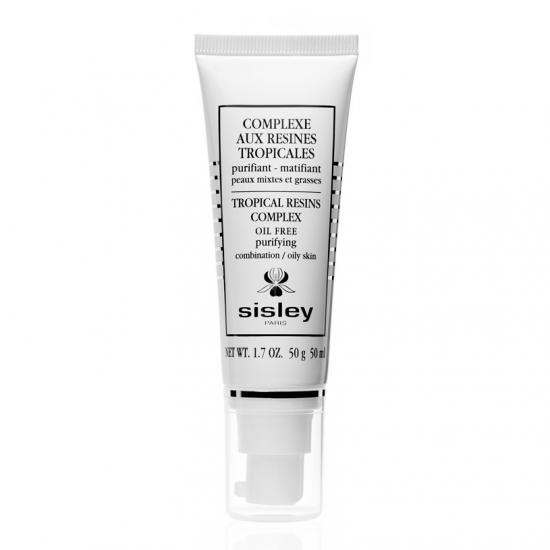 COMPLEXE
AUX RESINES
TROPICALES
purifiant - matifiant
peaux mixtes et grasses
TROPICAL RESINS
COMPLEX
OIL FREE
purifying
combination / oily skin
sisley
PARIS
NET WT. 1.7 OZ. 50 g 50 ml